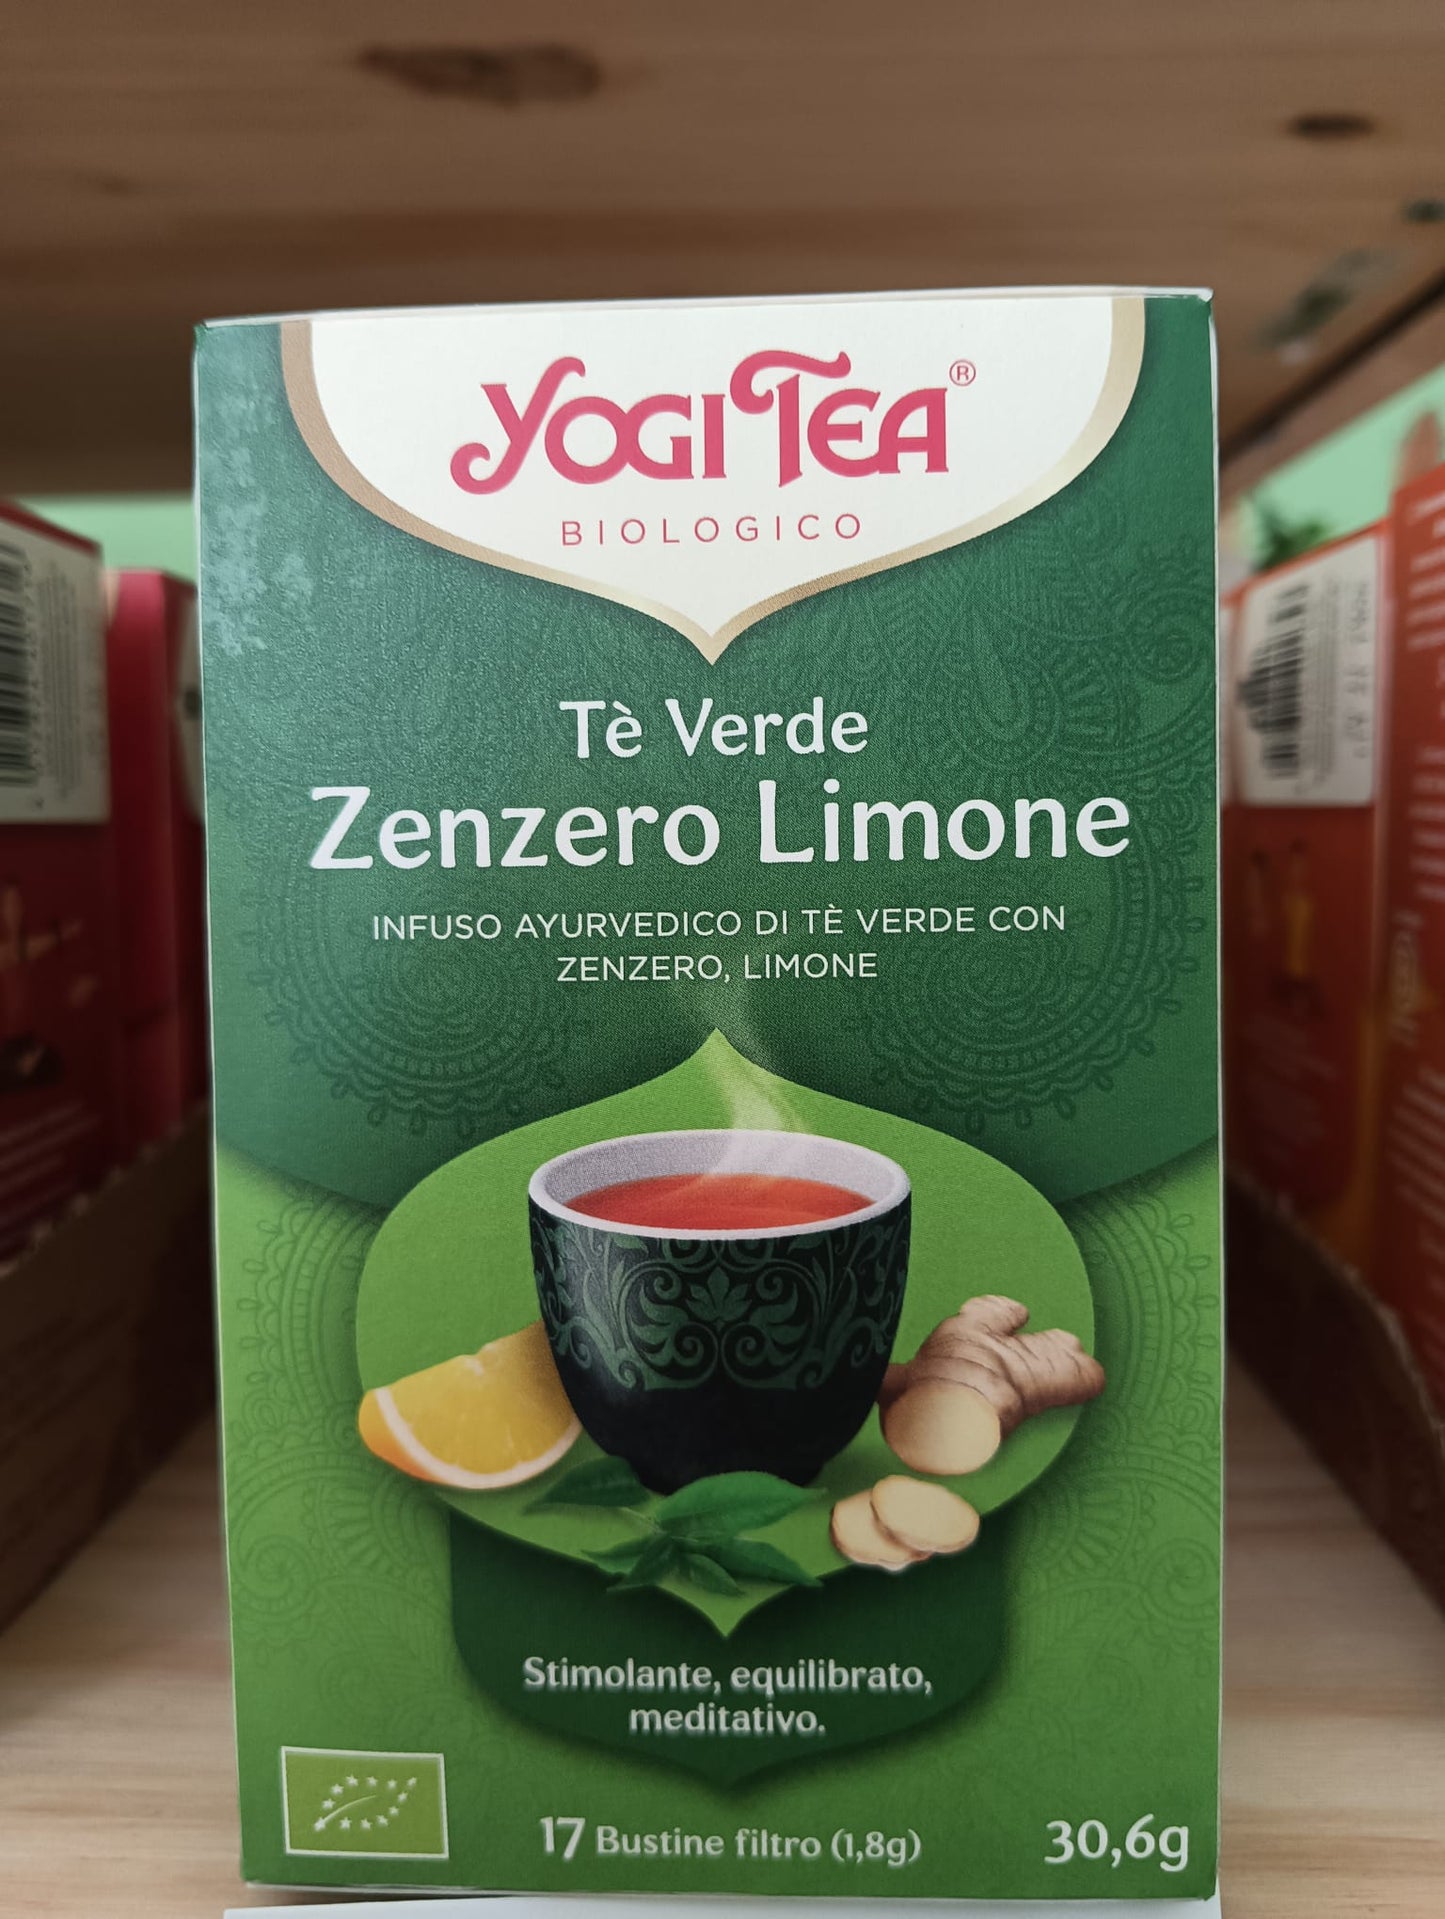 YOGI TEA®
BIOLOGICO
Tè Verde
Zenzero Limone
INFUSO AYURVEDICO DI TÈ VERDE CON
ZENZERO, LIMONE
Stimolante, equilibrato,
meditativo.
17 Bustine filtro (1,8g)
30,6g